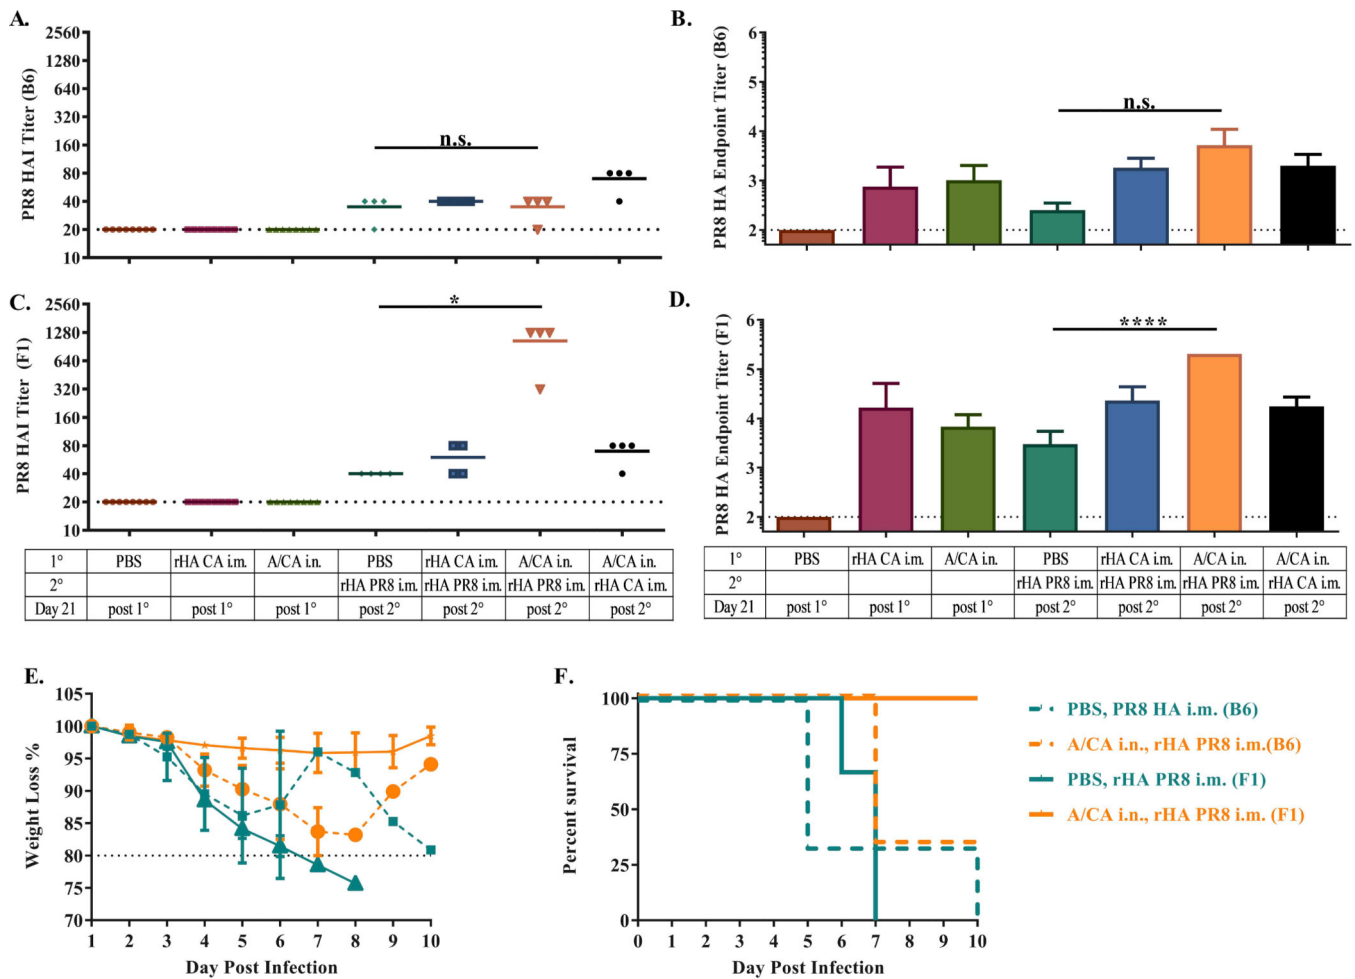 A.
PR8 HAI Titer (B6)
2560
1280
640
320
160
80
40
20
10
n.s.
B.
PR8 HA Endpoint Titer (B6)
6
5
4
3
2
n.s.
C.
PR8 HAI Titer (F1)
2560
1280
640
320
160
80
40
20
10
*
D.
PR8 HA Endpoint Titer (F1)
6
5
4
3
2
****
1° PBS rHA CA i.m. A/CA i.n. PBS rHA CA i.m. A/CA i.n. A/CA i.n.
2° rHA PR8 i.m. rHA PR8 i.m. rHA PR8 i.m. rHA CA i.m.
Day 21 post 1° post 1° post 1° post 2° post 2° post 2° post 2°
1° PBS rHA CA i.m. A/CA i.n. PBS rHA CA i.m. A/CA i.n. A/CA i.n.
2° rHA PR8 i.m. rHA PR8 i.m. rHA PR8 i.m. rHA CA i.m.
Day 21 post 1° post 1° post 1° post 2° post 2° post 2° post 2°
E.
Weight Loss %
105
100
95
90
85
80
75
70
1 2 3 4 5 6 7 8 9 10
Day Post Infection
F.
Percent survival
100
75
50
25
0
0 1 2 3 4 5 6 7 8 9 10
Day Post Infection
PBS, PR8 HA i.m. (B6)
A/CA i.n., rHA PR8 i.m.(B6)
PBS, rHA PR8 i.m. (F1)
A/CA i.n., rHA PR8 i.m. (F1)